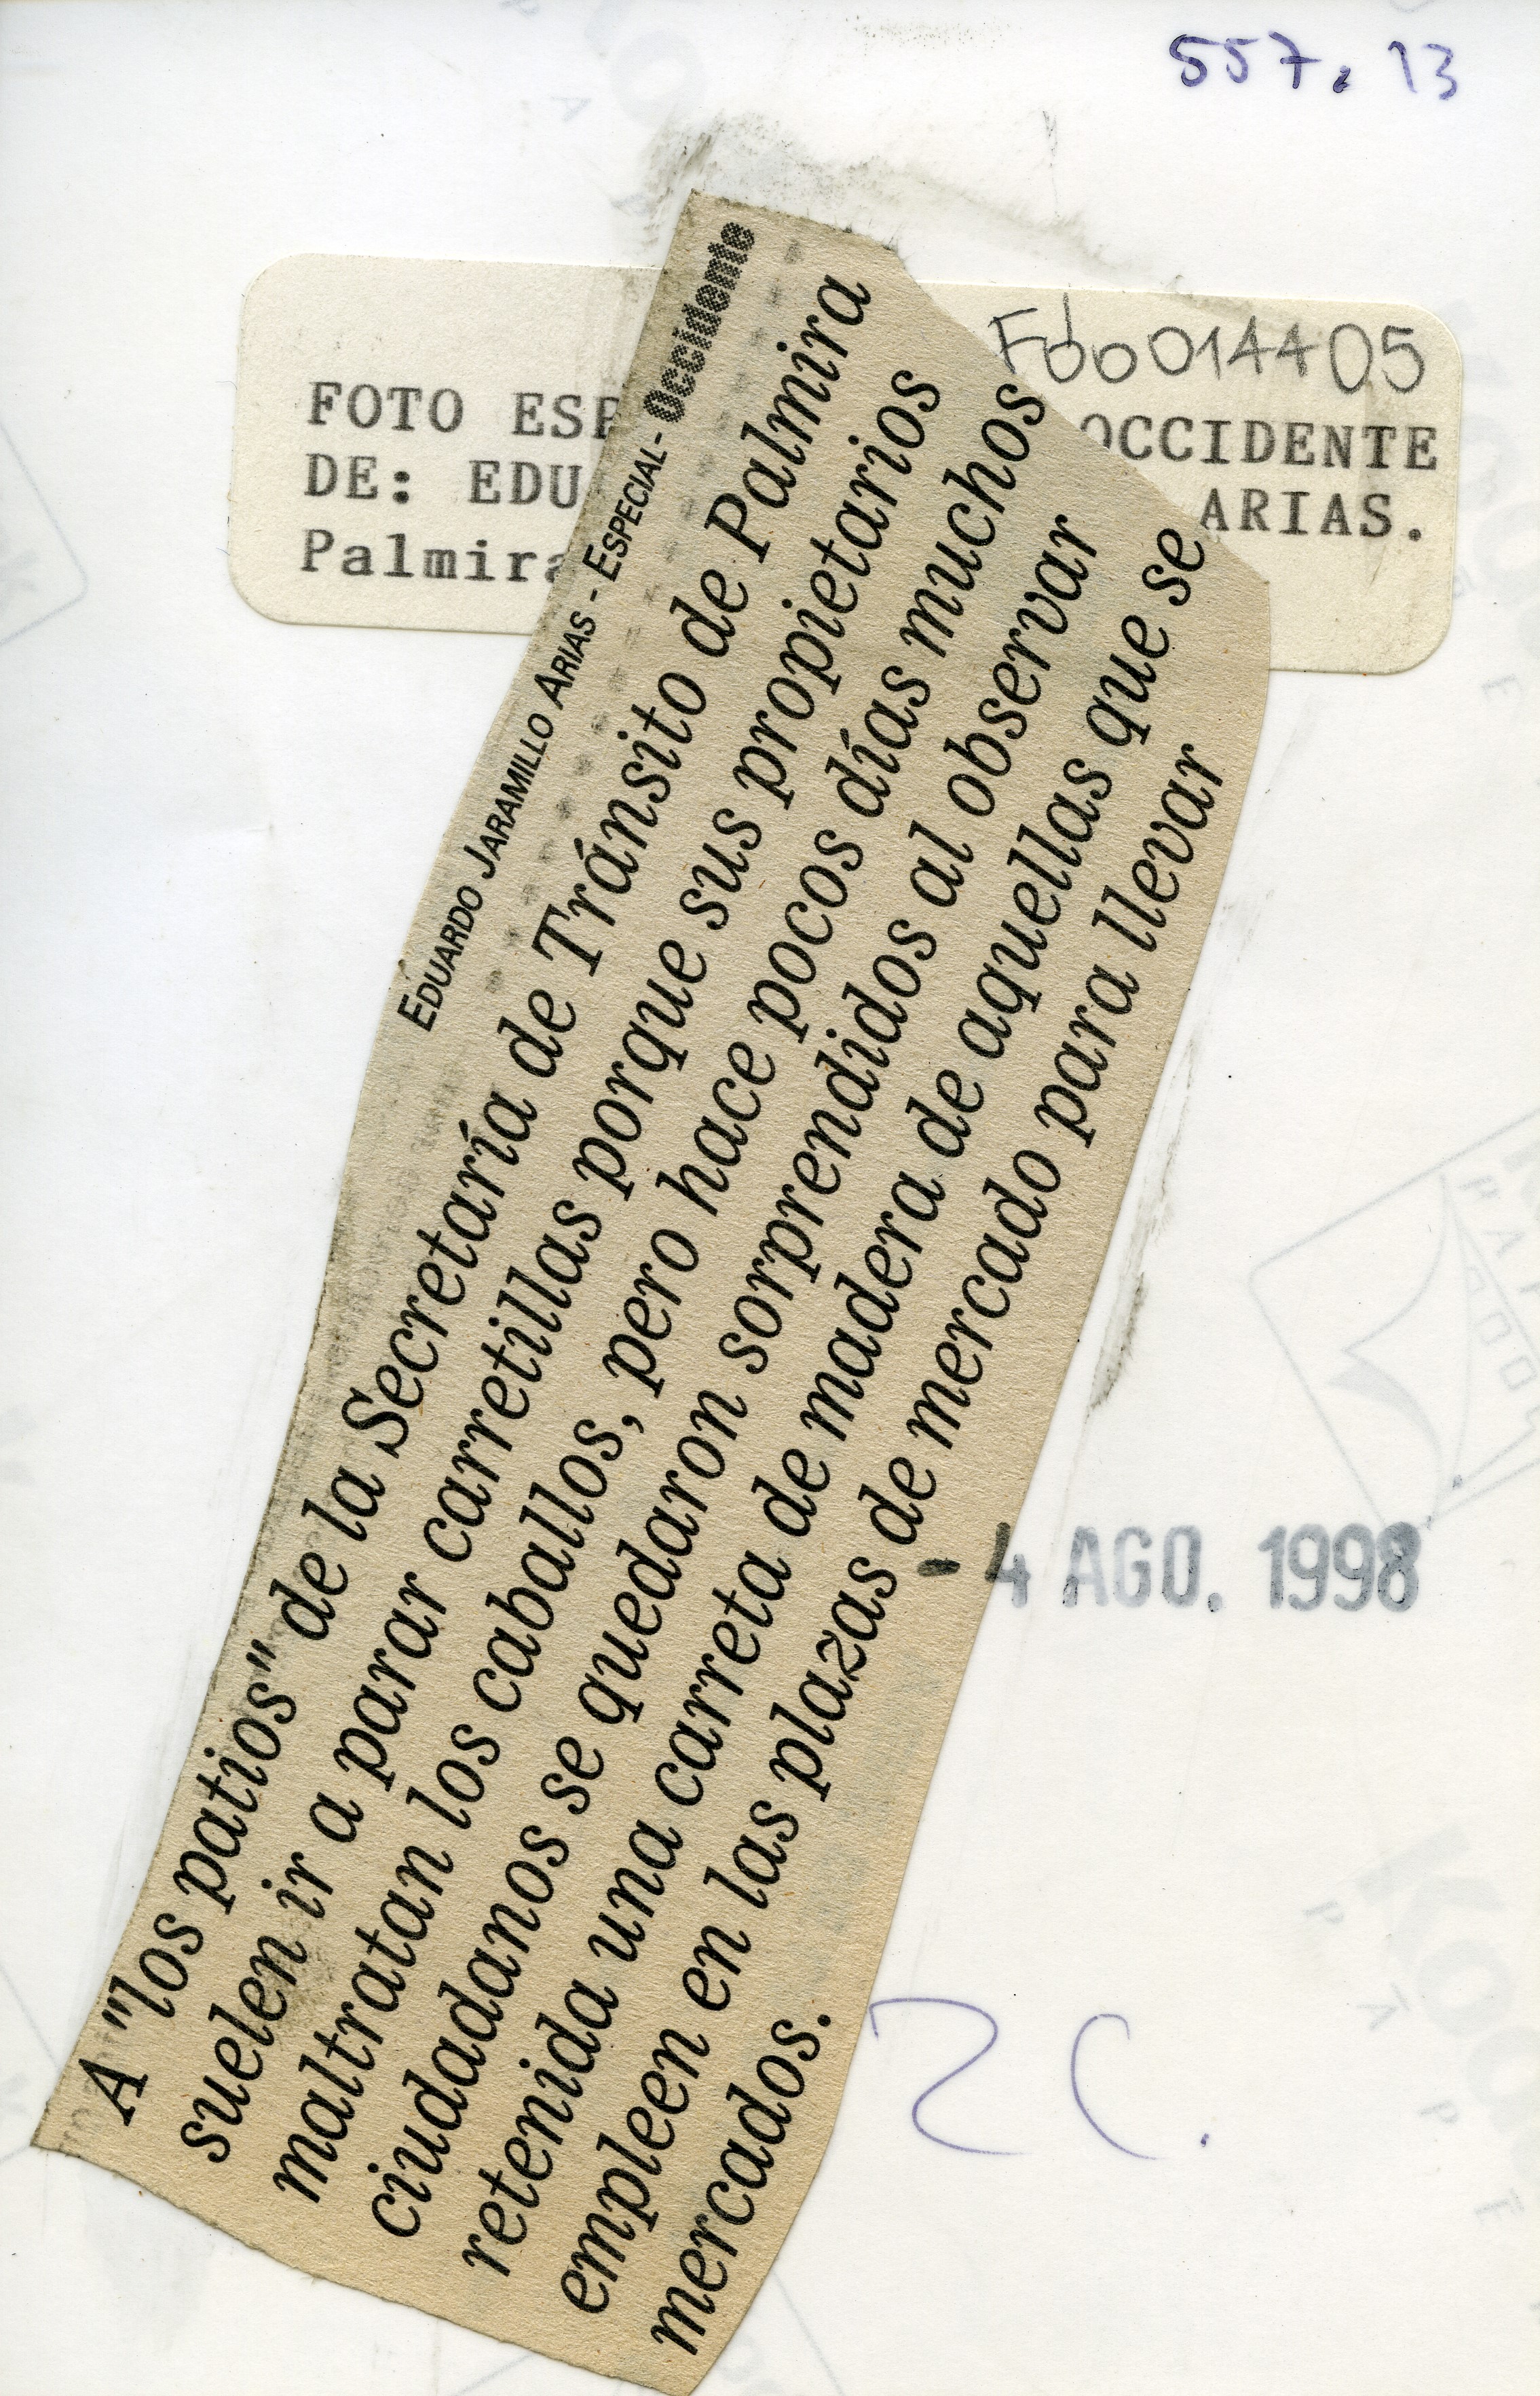 557.13
Fdo 014405
FOTO ESP OCCIDENTE
DE: EDU ARIAS.
Palmira
EDUARDO JARAMILLO ARIAS - ESPECIAL- Occidente
A "los patios" de la Secretaría de Tránsito de Palmira
suelen ir a parar carretillas porque sus propietarios
maltratan los caballos, pero hace pocos días muchos
ciudadanos se quedaron sorprendidos al observar
retenida una carreta de madera de aquellas que se
empleen en las plazas de mercado para llevar
mercados.
- 4 AGO. 1998
2C.